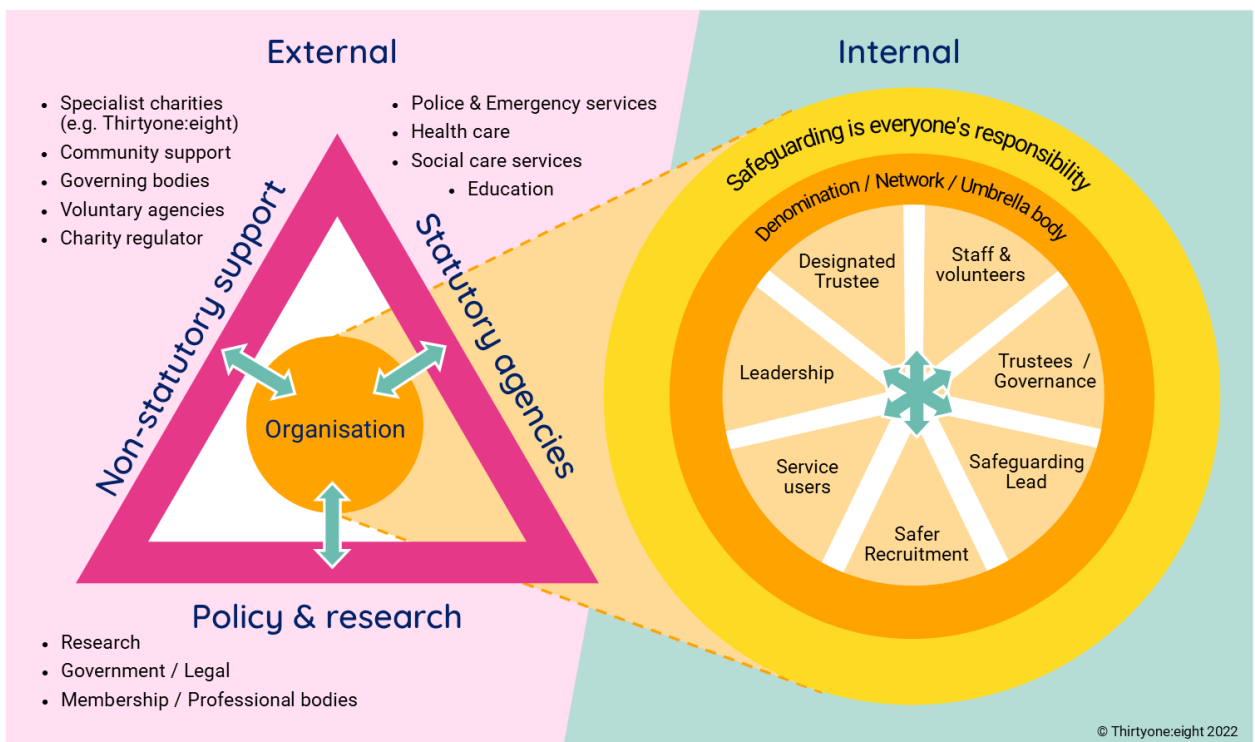 External
• Specialist charities
(e.g. Thirtyone:eight)
• Community support
• Governing bodies
• Voluntary agencies
• Charity regulator
• Police & Emergency services
• Health care
• Social care services
• Education
Non-statutory support
Statutory agencies
Organisation
Policy & research
• Research
• Government / Legal
• Membership / Professional bodies
Internal
Safeguarding is everyone's responsibility
Denomination / Network / Umbrella body
Designated
Trustee
Staff &
volunteers
Leadership
Trustees /
Governance
Service
users
Safeguarding
Lead
Safer
Recruitment
© Thirtyone:eight 2022